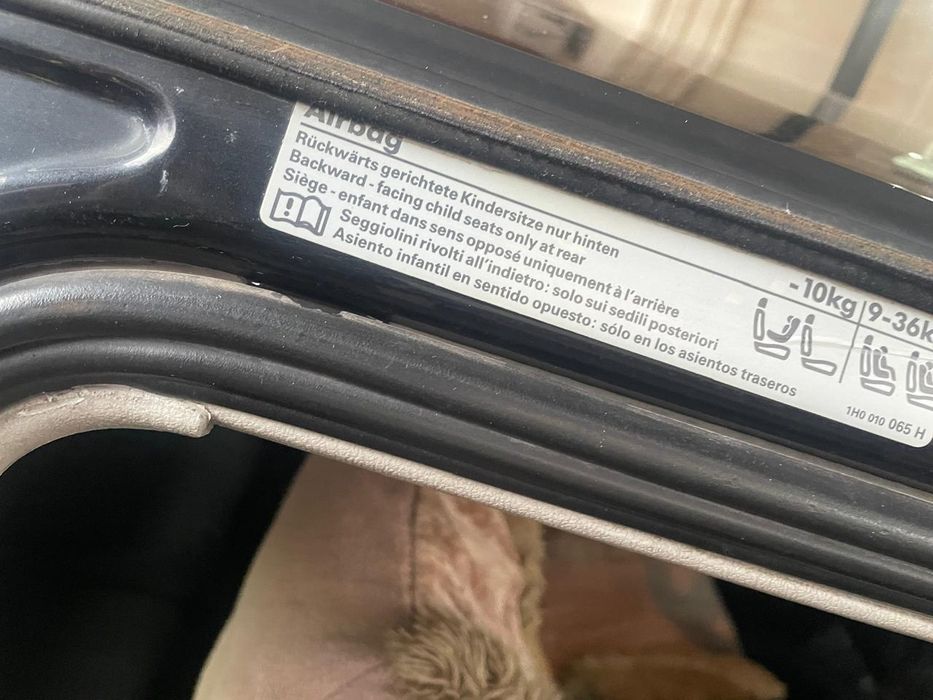 Airbag
Rückwärts gerichtete Kindersitze nur hinten
Backward - facing child seats only at rear
Siège - enfant dans sens opposé uniquement à l'arrière
Seggiolini rivolti all'indietro: solo sui sedili posteriori
Asiento infantil en sentido opuesto: sólo en los asientos traseros
-10kg 9-36k
1H0 010 065 H